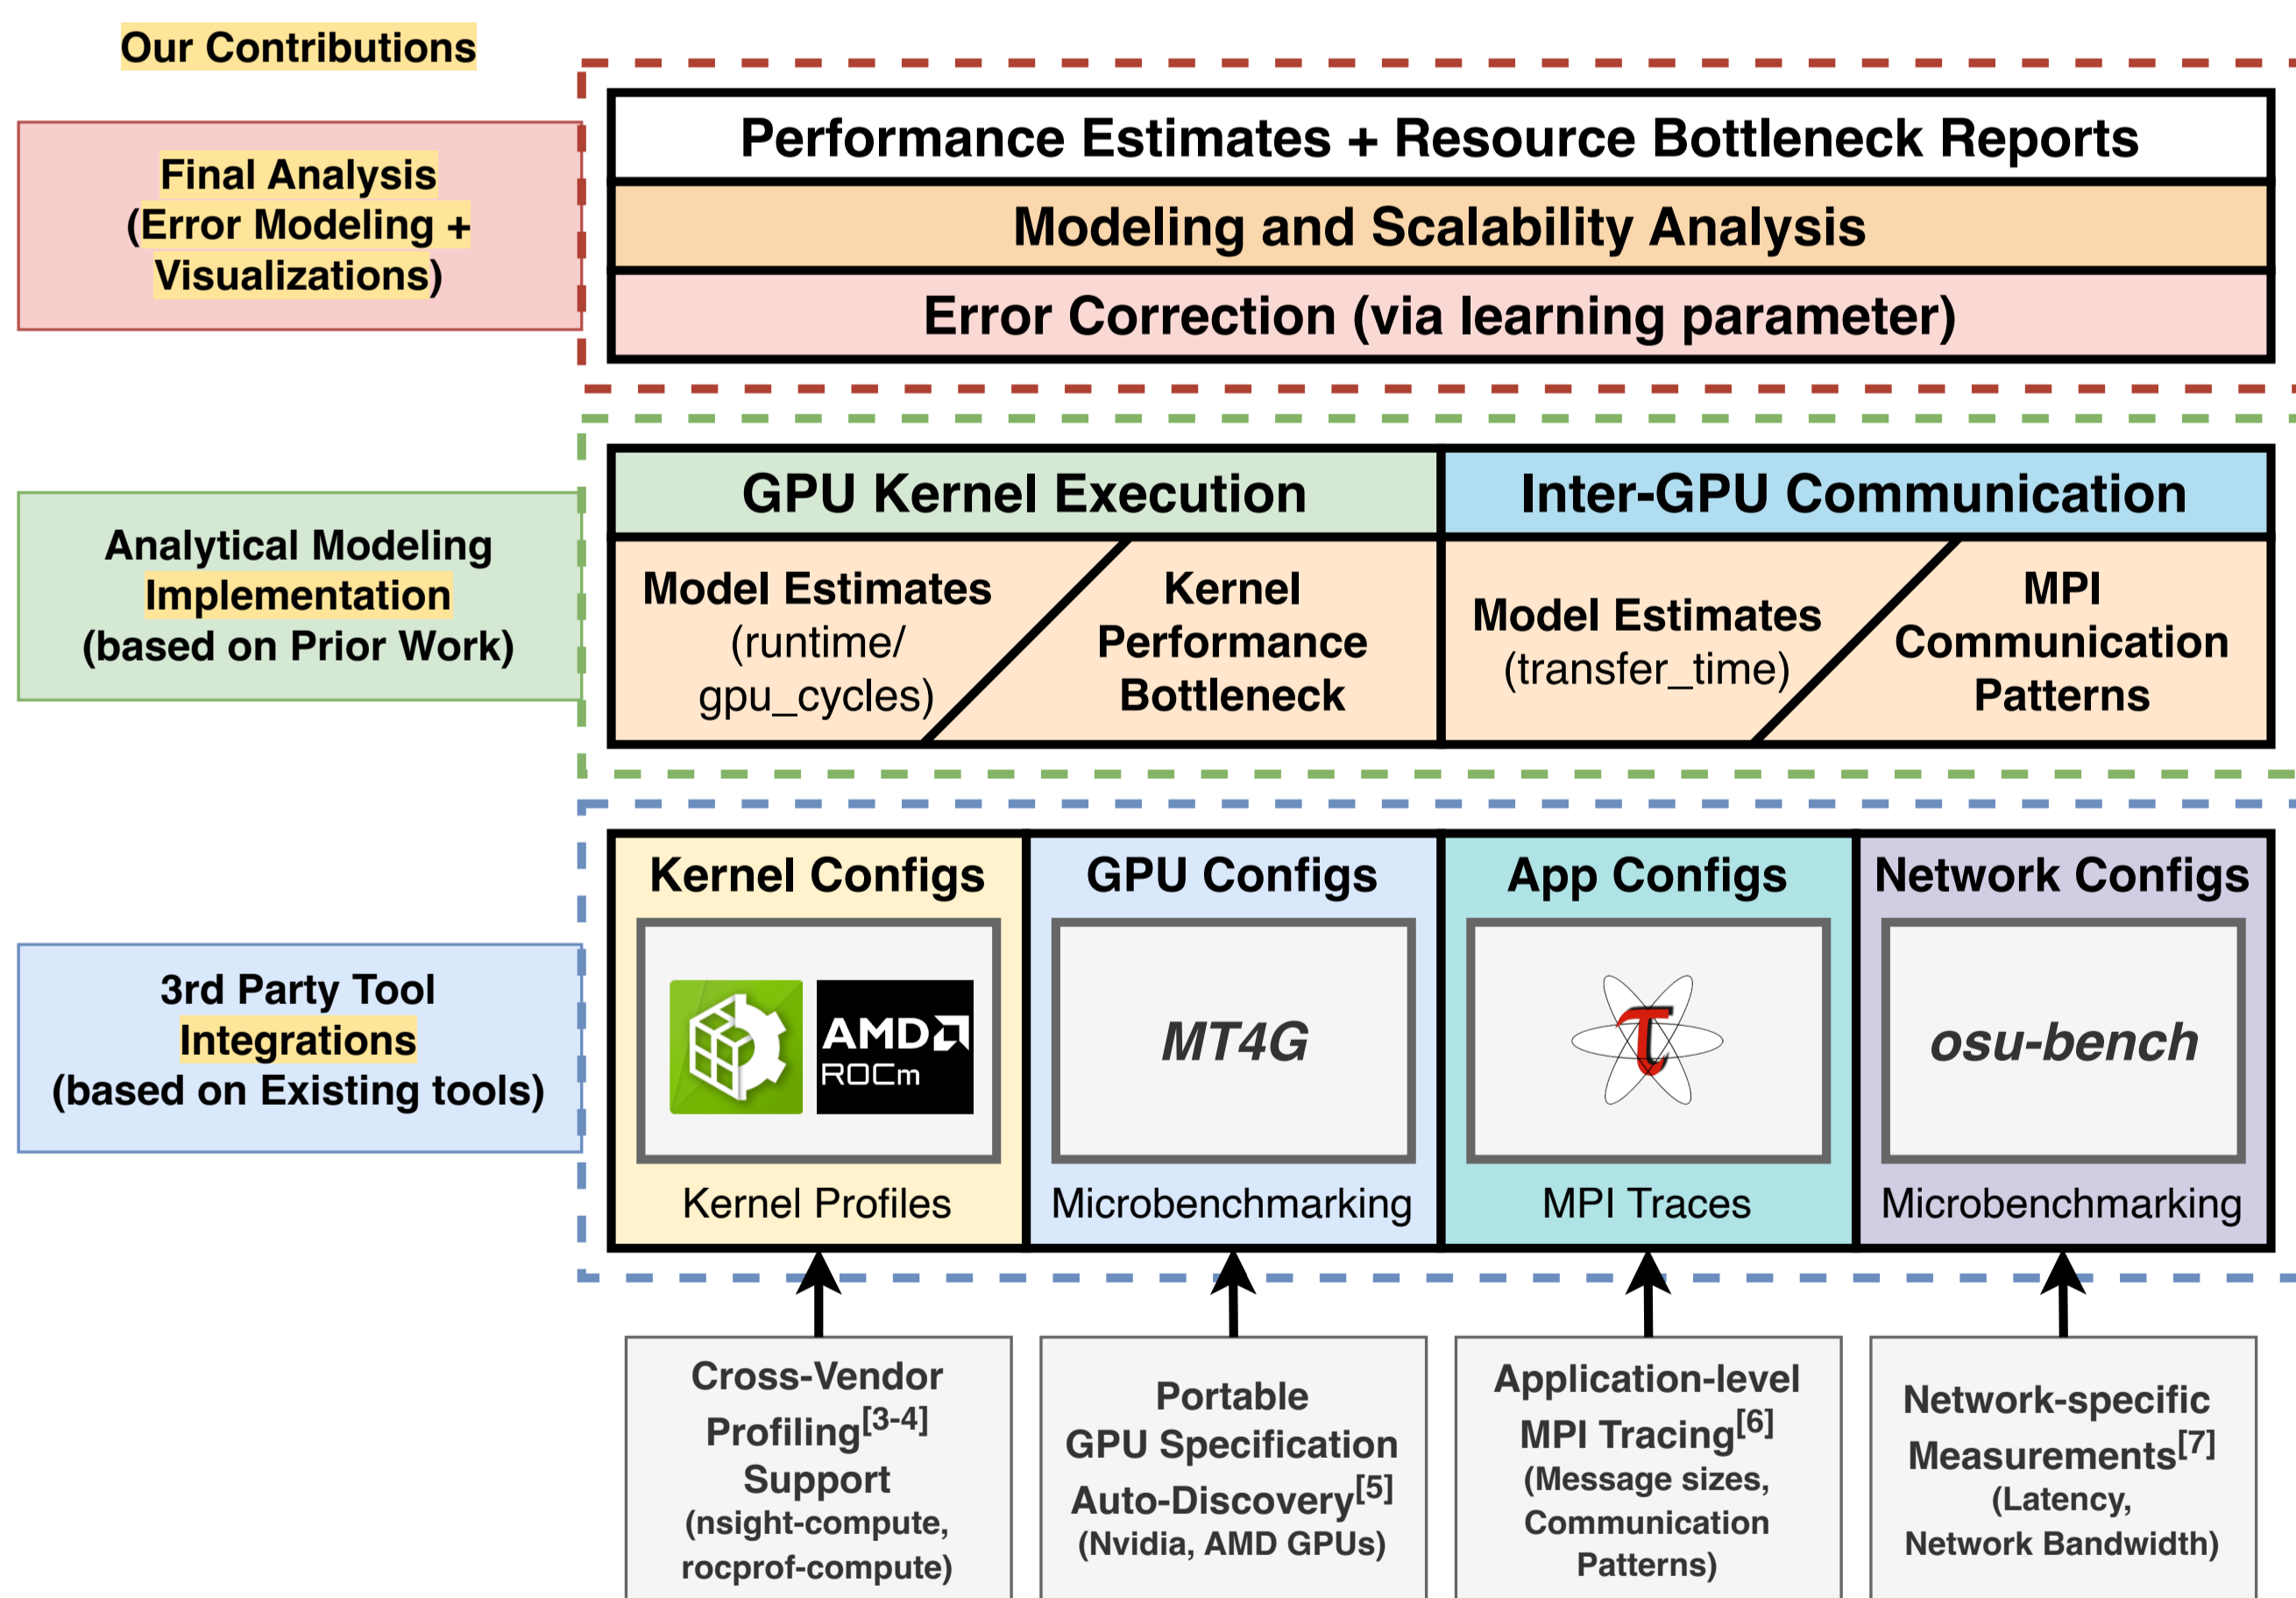 Our Contributions
Final Analysis
(Error Modeling +
Visualizations)
Performance Estimates + Resource Bottleneck Reports
Modeling and Scalability Analysis
Error Correction (via learning parameter)
Analytical Modeling
Implementation
(based on Prior Work)
GPU Kernel Execution
Inter-GPU Communication
Model Estimates
(runtime/
gpu_cycles)
Kernel
Performance
Bottleneck
Model Estimates
(transfer_time)
MPI
Communication
Patterns
3rd Party Tool
Integrations
(based on Existing tools)
Kernel Configs
AMD
ROCm
Kernel Profiles
GPU Configs
MT4G
Microbenchmarking
App Configs
τ
MPI Traces
Network Configs
osu-bench
Microbenchmarking
Cross-Vendor
Profiling[3-4]
Support
(nsight-compute,
rocprof-compute)
Portable
GPU Specification
Auto-Discovery[5]
(Nvidia, AMD GPUs)
Application-level
MPI Tracing[6]
(Message sizes,
Communication
Patterns)
Network-specific
Measurements[7]
(Latency,
Network Bandwidth)